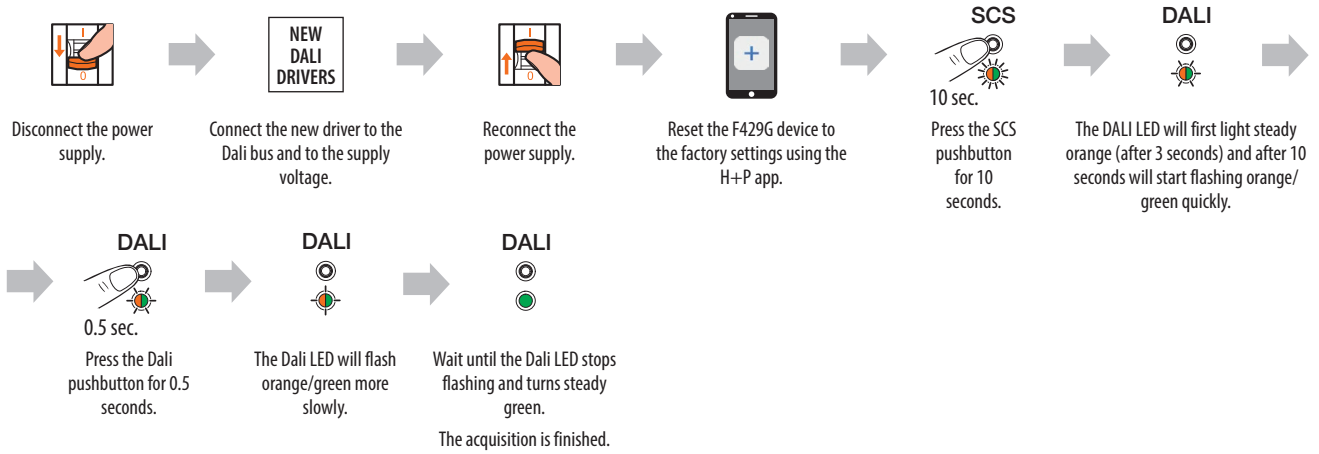 I
0
Disconnect the power
supply.
NEW
DALI
DRIVERS
Connect the new driver to the
Dali bus and to the supply
voltage.
I
0
Reconnect the
power supply.
+
Reset the F429G device to
the factory settings using the
H+P app.
SCS
10 sec.
Press the SCS
pushbutton
for 10
seconds.
DALI
The DALI LED will first light steady
orange (after 3 seconds) and after 10
seconds will start flashing orange/
green quickly.
DALI
0.5 sec.
Press the Dali
pushbutton for 0.5
seconds.
DALI
The Dali LED will flash
orange/green more
slowly.
DALI
Wait until the Dali LED stops
flashing and turns steady
green.
The acquisition is finished.